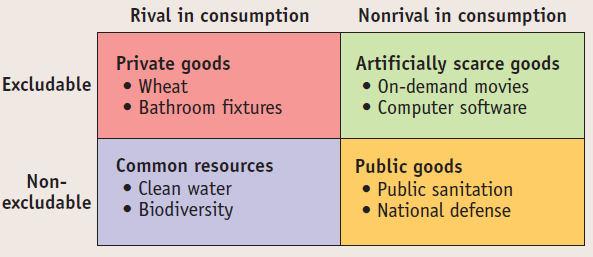 Rival in consumption
Nonrival in consumption
Excludable
Private goods
• Wheat
• Bathroom fixtures
Artificially scarce goods
• On-demand movies
• Computer software
Non-
excludable
Common resources
• Clean water
• Biodiversity
Public goods
• Public sanitation
• National defense